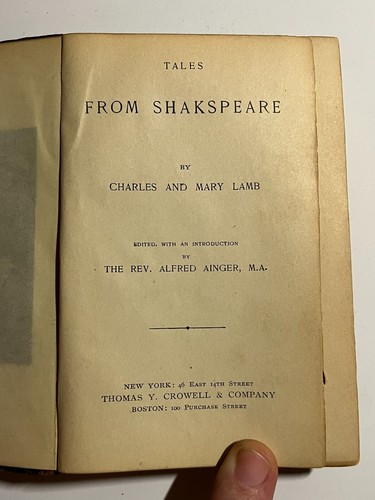 TALES
FROM SHAKSPEARE
BY
CHARLES AND MARY LAMB
EDITED, WITH AN INTRODUCTION
BY
THE REV. ALFRED AINGER, M.A.
NEW YORK: 46 EAST 14TH STREET
THOMAS Y. CROWELL & COMPANY
BOSTON: 100 PURCHASE STREET